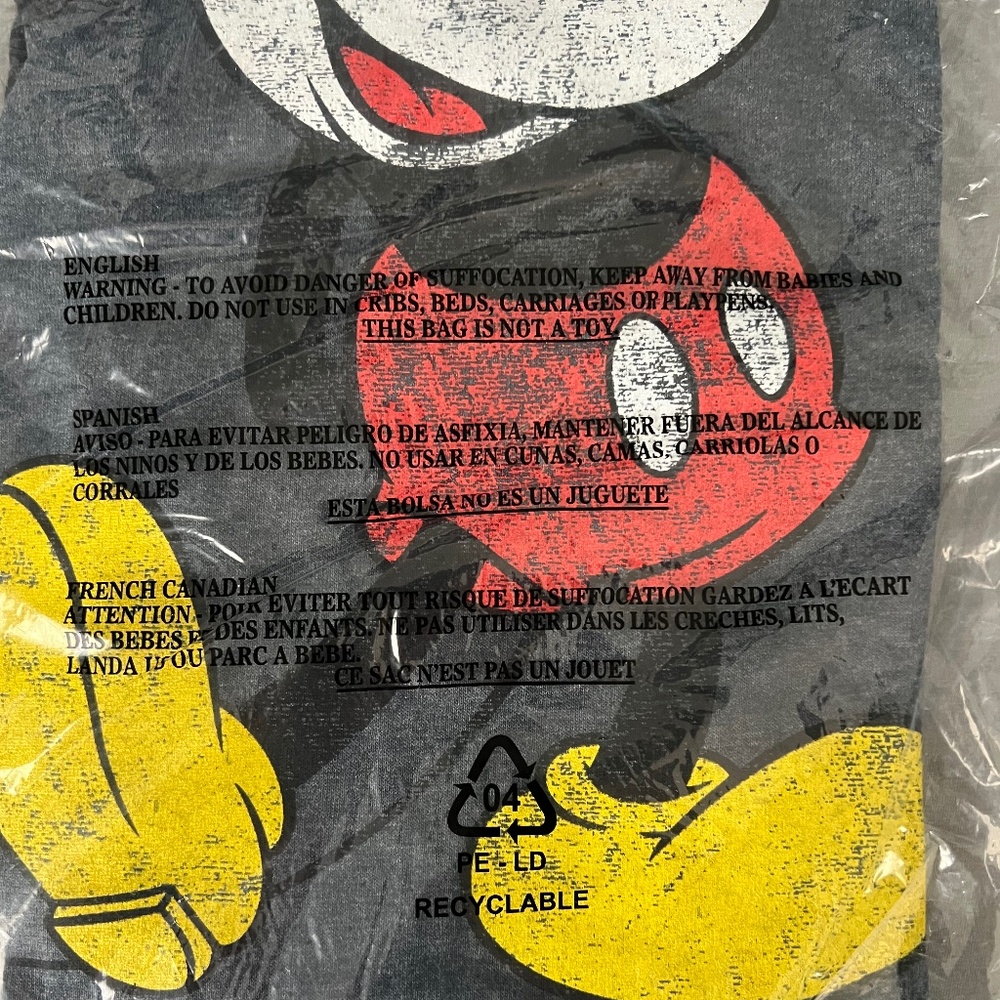 ENGLISH
WARNING - TO AVOID DANGER OF SUFFOCATION, KEEP AWAY FROM BABIES AND
CHILDREN. DO NOT USE IN CRIBS, BEDS, CARRIAGES OR PLAYPENS.
THIS BAG IS NOT A TOY.
SPANISH
AVISO - PARA EVITAR PELIGRO DE ASFIXIA, MANTENER FUERA DEL ALCANCE DE
LOS NINOS Y DE LOS BEBES. NO USAR EN CUNAS, CAMAS, CARRIOLAS O
CORRALES
ESTA BOLSA NO ES UN JUGUETE
FRENCH CANADIAN
ATTENTION- POUR EVITER TOUT RISQUE DE SUFFOCATION GARDEZ A L'ECART
DES BEBES ET DES ENFANTS. NE PAS UTILISER DANS LES CRECHES, LITS,
OU PARC A BEBE.
CE SAC N'EST PAS UN JOUET
04
PE - LD
RECYCLABLE